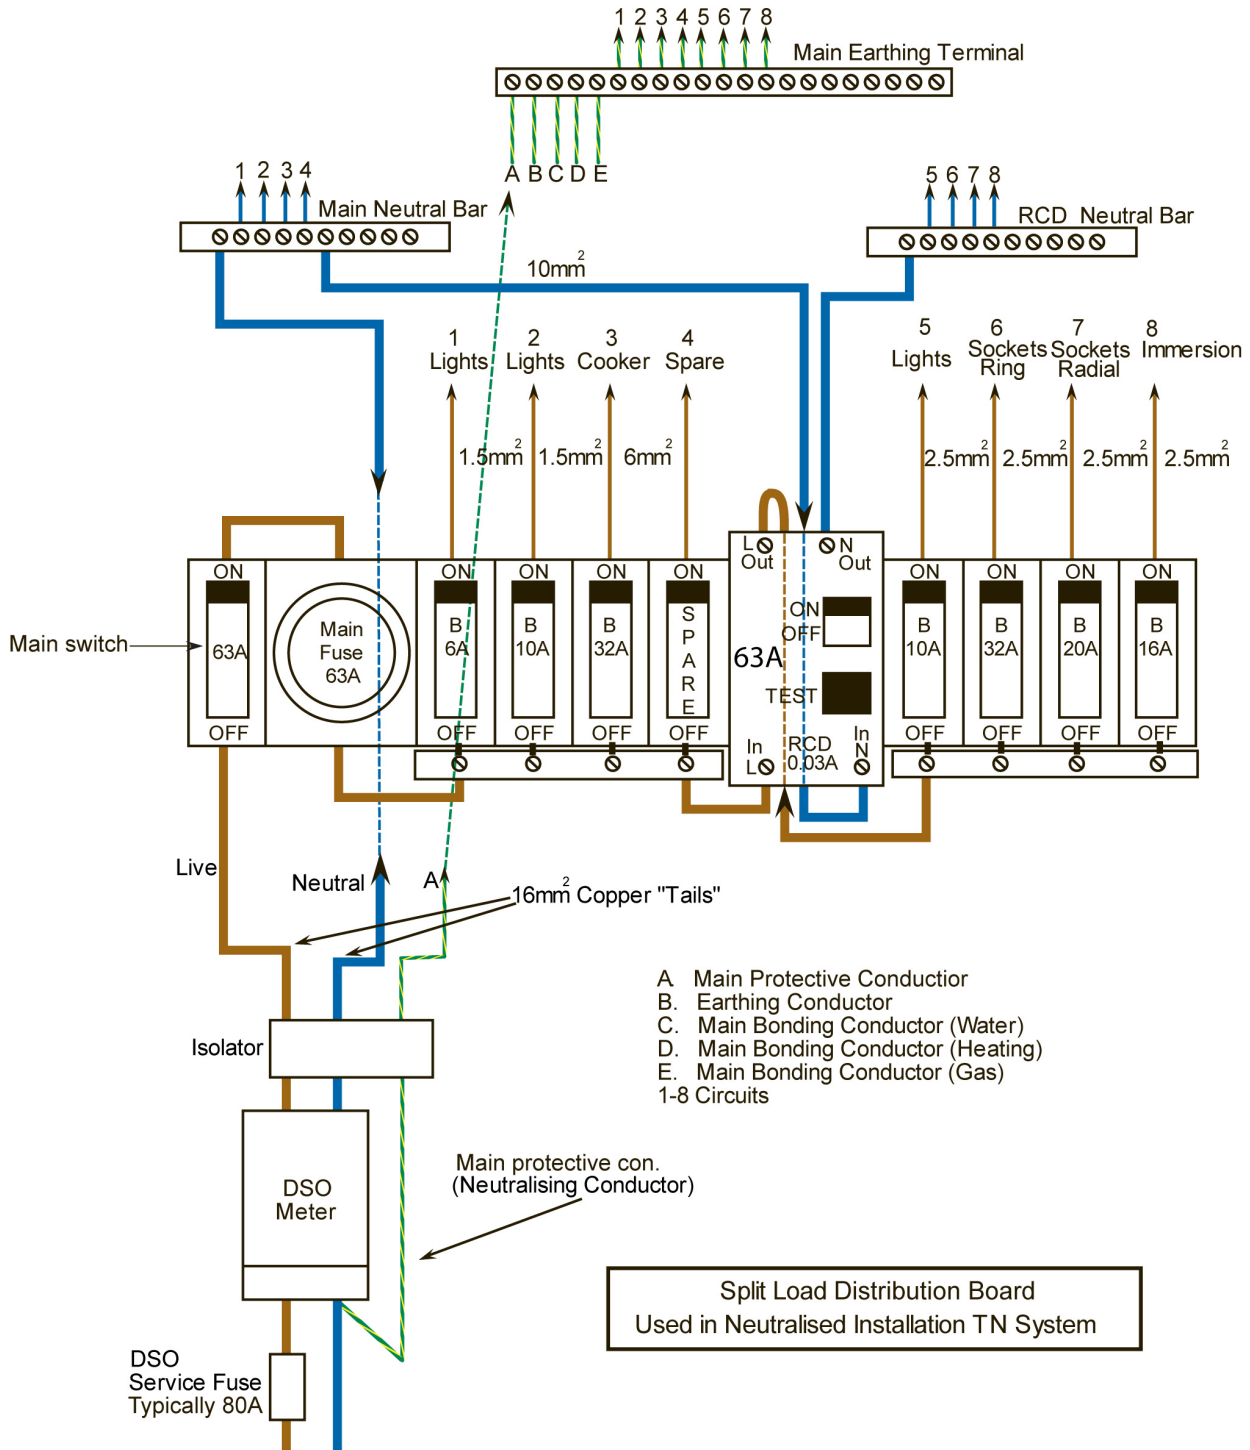 1 2 3 4 5 6 7 8
Main Earthing Terminal
A B C D E
1 2 3 4
Main Neutral Bar
5 6 7 8
RCD Neutral Bar
10mm²
1
Lights
2
Lights
3
Cooker
4
Spare
5
Lights
6
Sockets
Ring
7
Sockets
Radial
8
Immersion
1.5mm²
1.5mm²
6mm²
2.5mm²
2.5mm²
2.5mm²
2.5mm²
Main switch
ON
63A
OFF
Main
Fuse
63A
ON
B
6A
OFF
ON
B
10A
OFF
ON
B
32A
OFF
ON
SPARE
OFF
L
Out
N
Out
ON
OFF
63A
TEST
In
L
RCD
0.03A
In
N
ON
B
10A
OFF
ON
B
32A
OFF
ON
B
20A
OFF
ON
B
16A
OFF
Live
Neutral
A
16mm² Copper "Tails"
Isolator
A Main Protective Conductior
B. Earthing Conductor
C. Main Bonding Conductor (Water)
D. Main Bonding Conductor (Heating)
E. Main Bonding Conductor (Gas)
1-8 Circuits
DSO
Meter
Main protective con.
(Neutralising Conductor)
Split Load Distribution Board
Used in Neutralised Installation TN System
DSO
Service Fuse
Typically 80A